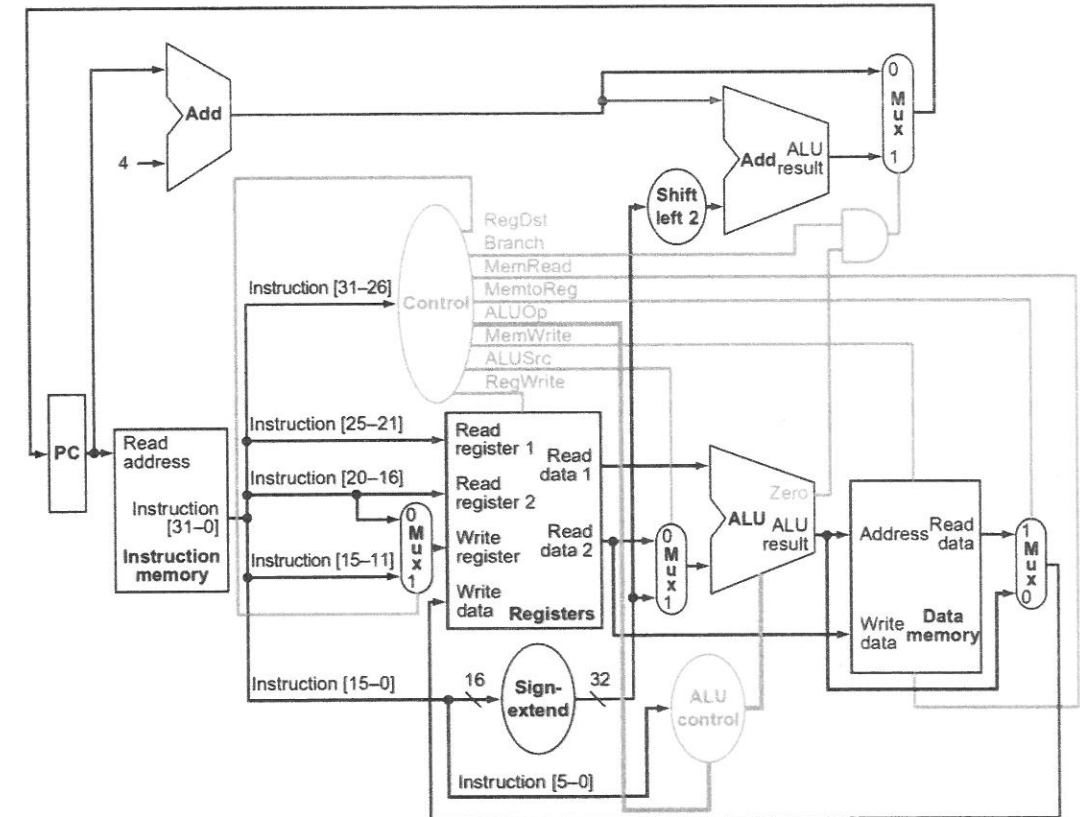 0
Mux
1
Add
4
Add
ALU
result
Shift
left 2
RegDst
Branch
MemRead
MemtoReg
ALUOp
MemWrite
ALUSrc
RegWrite
Control
Instruction [31–26]
PC
Read
address
Instruction
[31–0]
Instruction
memory
Instruction [25–21]
Instruction [20–16]
Instruction [15–11]
0
Mux
1
Read
register 1
Read
register 2
Write
register
Write
data
Read
data 1
Read
data 2
Registers
0
Mux
1
Zero
ALU
ALU
result
Address
Read
data
Write
data
Data
memory
1
Mux
0
Instruction [15–0]
16
Sign-
extend
32
ALU
control
Instruction [5–0]